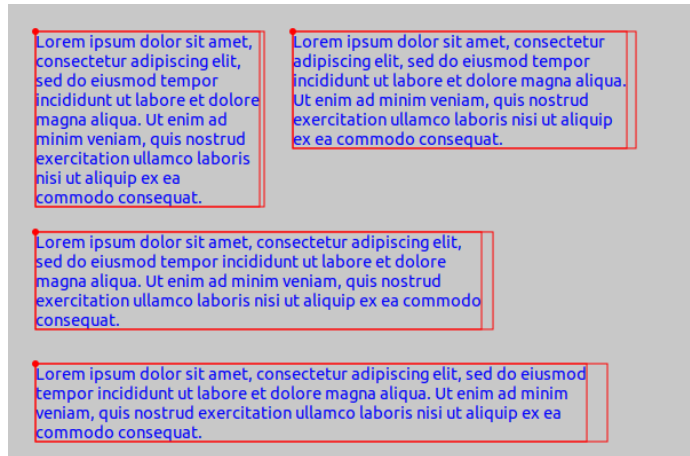 Lorem ipsum dolor sit amet,
consectetur adipiscing elit,
sed do eiusmod tempor
incididunt ut labore et dolore
magna aliqua. Ut enim ad
minim veniam, quis nostrud
exercitation ullamco laboris
nisi ut aliquip ex ea
commodo consequat.
Lorem ipsum dolor sit amet, consectetur
adipiscing elit, sed do eiusmod tempor
incididunt ut labore et dolore magna aliqua.
Ut enim ad minim veniam, quis nostrud
exercitation ullamco laboris nisi ut aliquip
ex ea commodo consequat.
Lorem ipsum dolor sit amet, consectetur adipiscing elit,
sed do eiusmod tempor incididunt ut labore et dolore
magna aliqua. Ut enim ad minim veniam, quis nostrud
exercitation ullamco laboris nisi ut aliquip ex ea commodo
consequat.
Lorem ipsum dolor sit amet, consectetur adipiscing elit, sed do eiusmod
tempor incididunt ut labore et dolore magna aliqua. Ut enim ad minim
veniam, quis nostrud exercitation ullamco laboris nisi ut aliquip ex ea
commodo consequat.